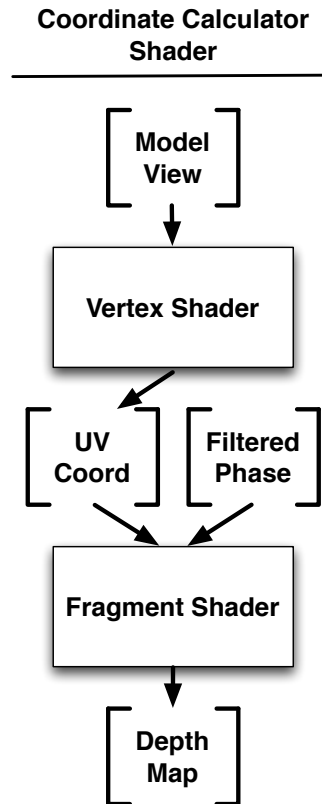 Coordinate Calculator
Shader
Model
View
Vertex Shader
UV
Coord
Filtered
Phase
Fragment Shader
Depth
Map